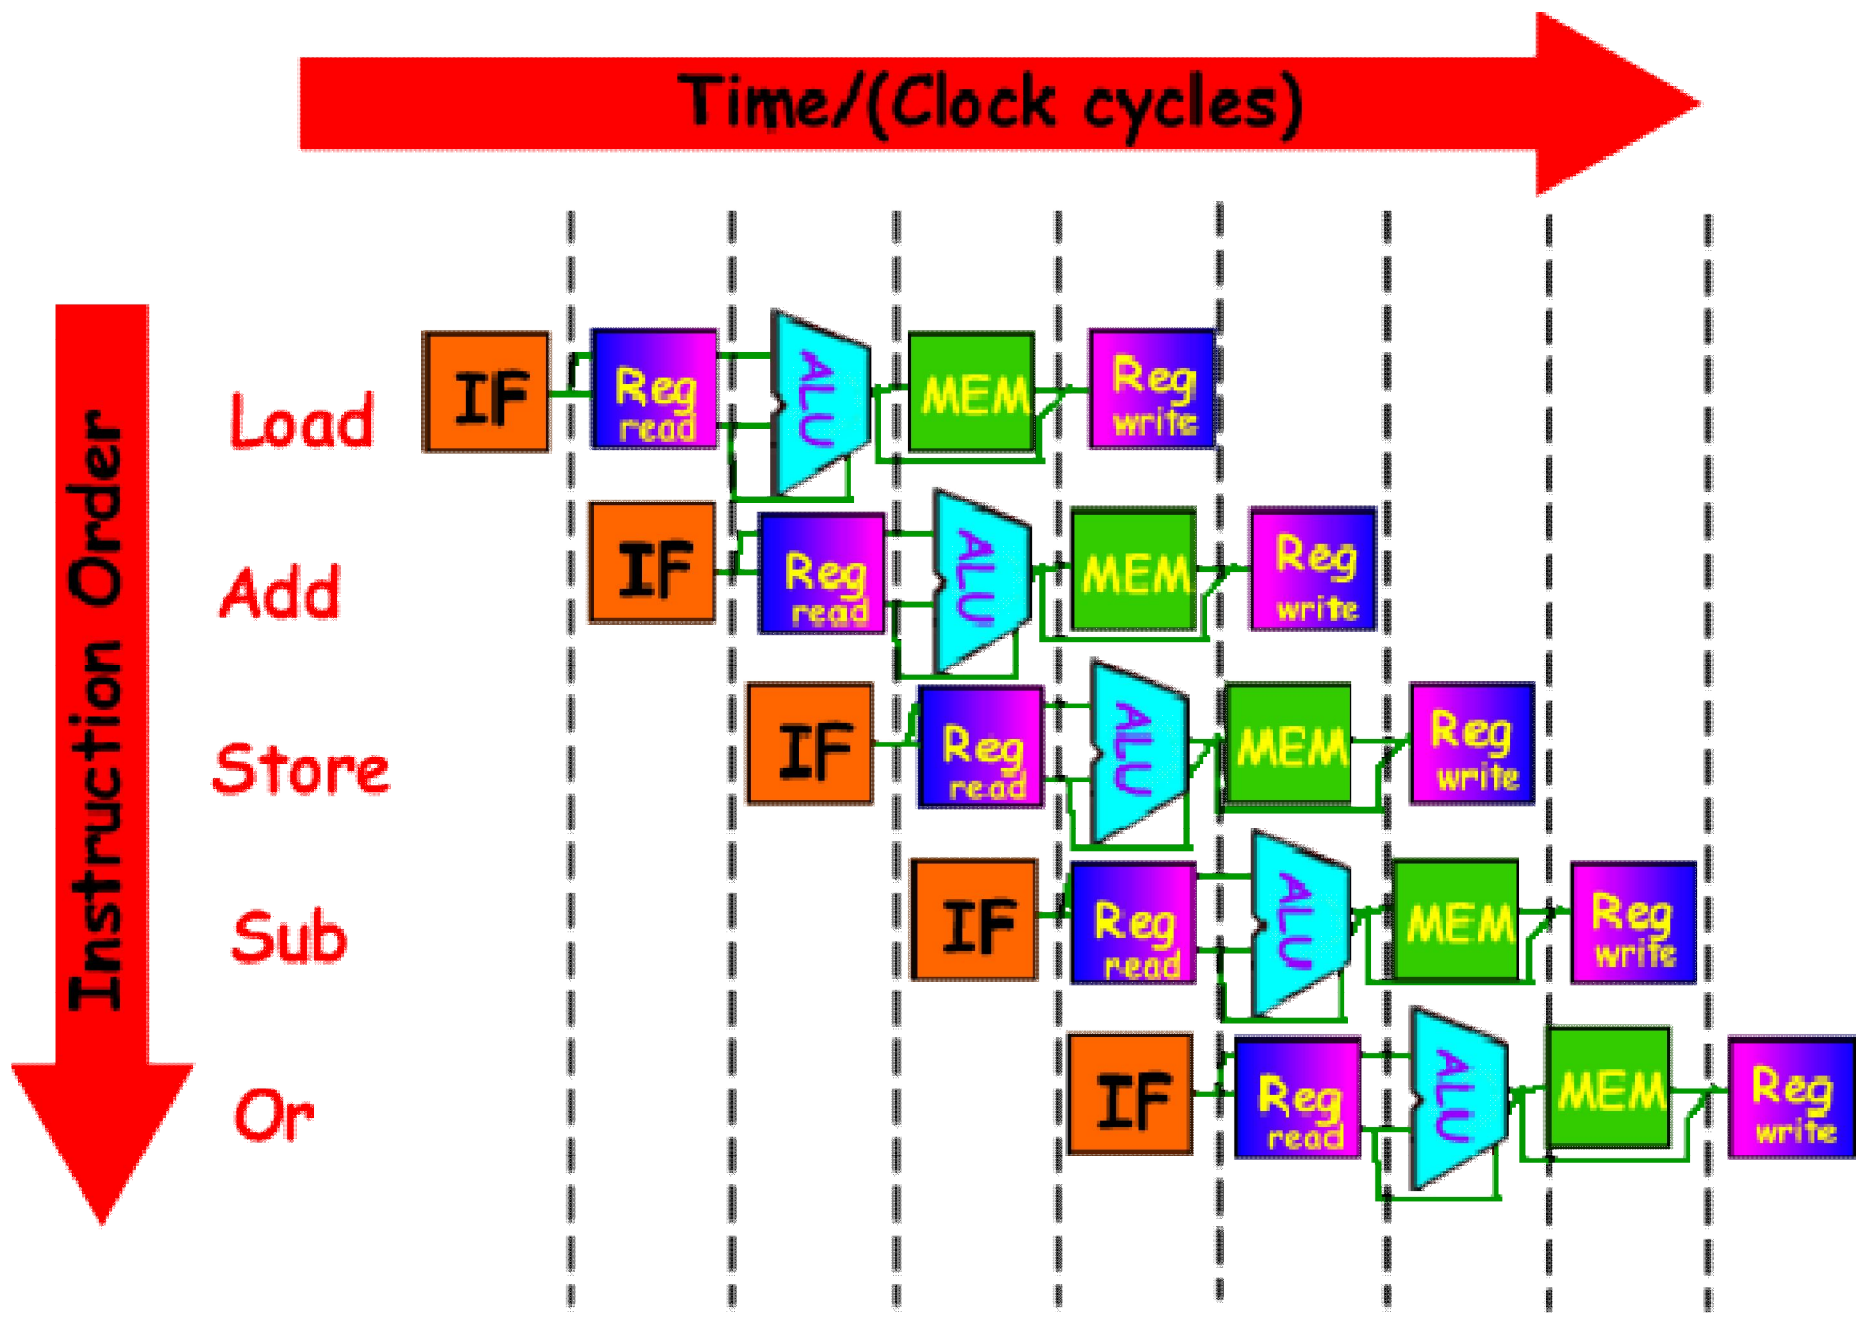 Time/(Clock cycles)
Instruction Order
Load
IF
Reg
read
ALU
MEM
Reg
write
Add
IF
Reg
read
ALU
MEM
Reg
write
Store
IF
Reg
read
ALU
MEM
Reg
write
Sub
IF
Reg
read
ALU
MEM
Reg
write
Or
IF
Reg
read
ALU
MEM
Reg
write